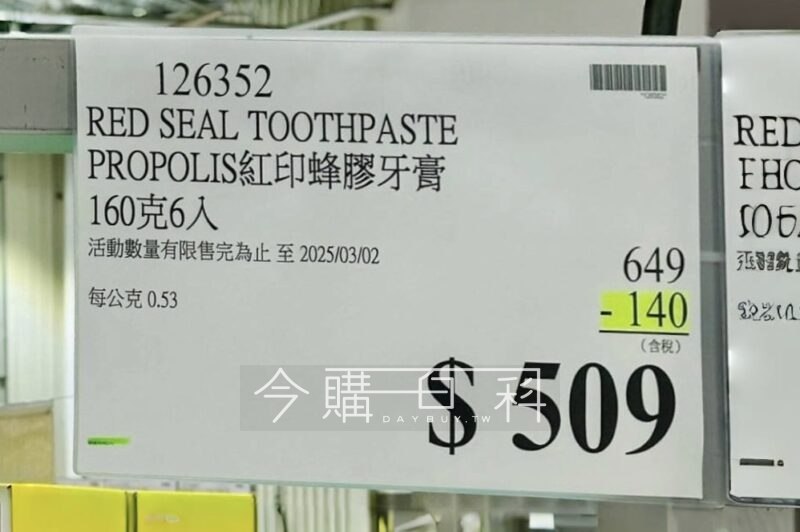 126352
RED SEAL TOOTHPASTE
PROPOLIS紅印蜂膠牙膏
160克6入
活動數量有限售完為止 至 2025/03/02
每公克 0.53
649
- 140
(含稅)
$ 509
今購百科
DAYBUY.TW
RED